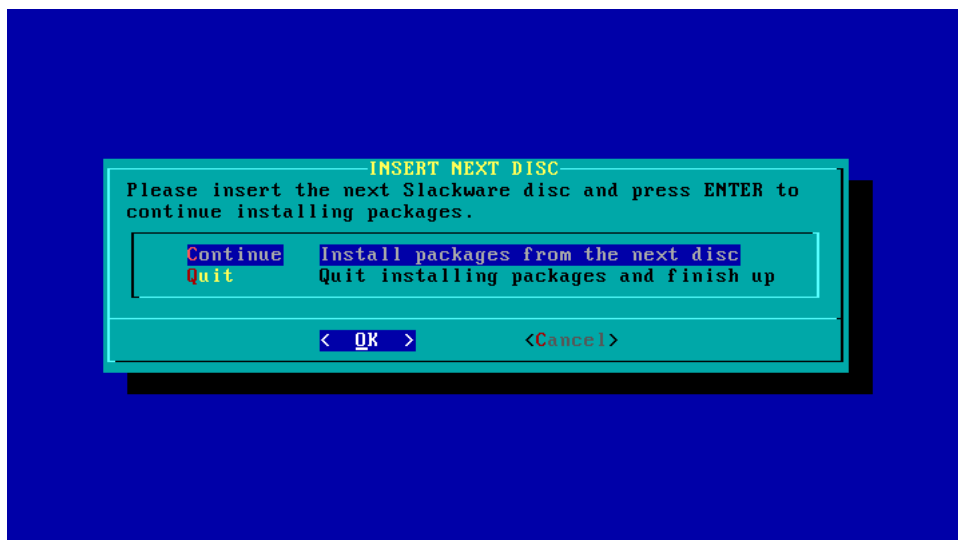 INSERT NEXT DISC
Please insert the next Slackware disc and press ENTER to
continue installing packages.
Continue Install packages from the next disc
Quit Quit installing packages and finish up
< OK > <Cancel>